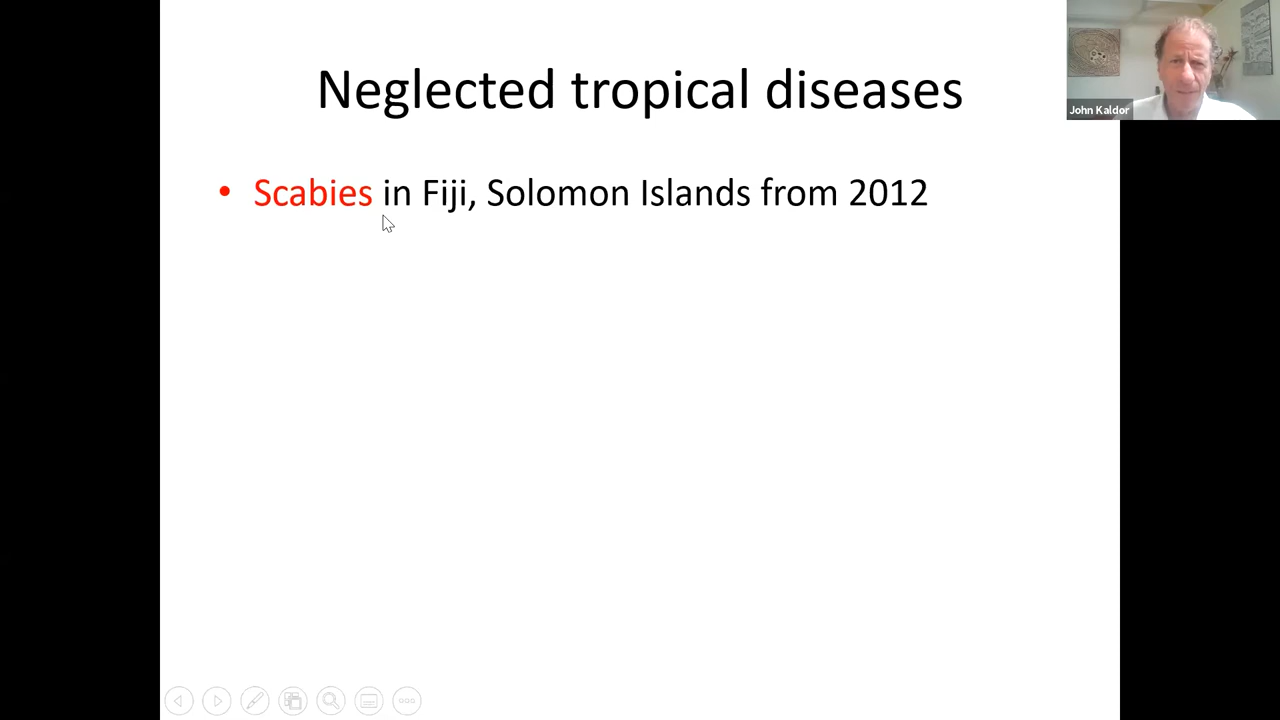 Neglected tropical diseases
John Kaldor
• Scabies in Fiji, Solomon Islands from 2012